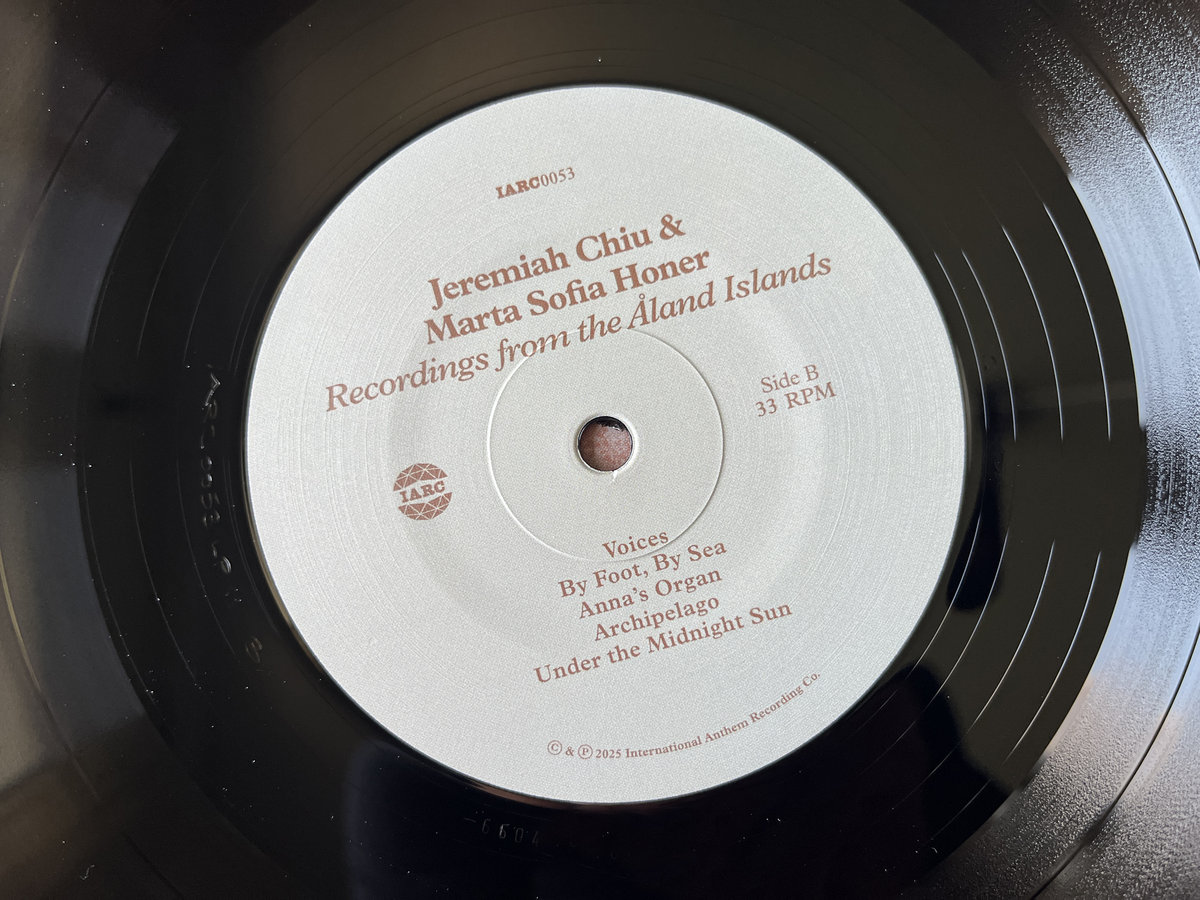 IARC0053
Jeremiah Chiu &
Marta Sofia Honer
Recordings from the Åland Islands
Side B
33 RPM
IARC
Voices
By Foot, By Sea
Anna's Organ
Archipelago
Under the Midnight Sun
© & ℗ 2025 International Anthem Recording Co.